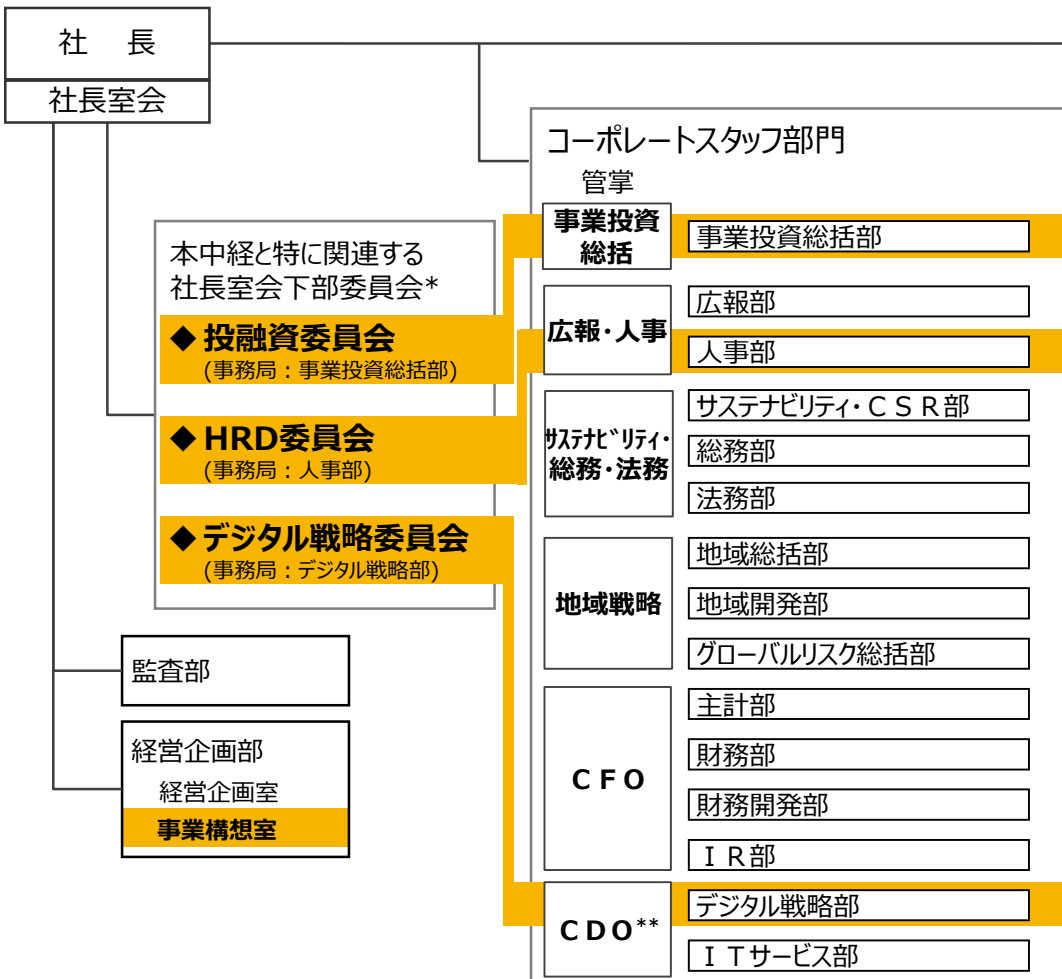 社　長
社長室会
本中経と特に関連する
社長室会下部委員会*
◆ 投融資委員会
(事務局：事業投資総括部)
◆ HRD委員会
(事務局：人事部)
◆ デジタル戦略委員会
(事務局：デジタル戦略部)
監査部
経営企画部
経営企画室
事業構想室
コーポレートスタッフ部門
管掌
事業投資
総括
事業投資総括部
広報・人事
広報部
人事部
ｻｽﾃﾅﾋﾞﾘﾃｨ・
総務・法務
サステナビリティ・ＣＳＲ部
総務部
法務部
地域戦略
地域総括部
地域開発部
グローバルリスク総括部
ＣＦＯ
主計部
財務部
財務開発部
ＩＲ部
ＣＤＯ**
デジタル戦略部
ＩＴサービス部